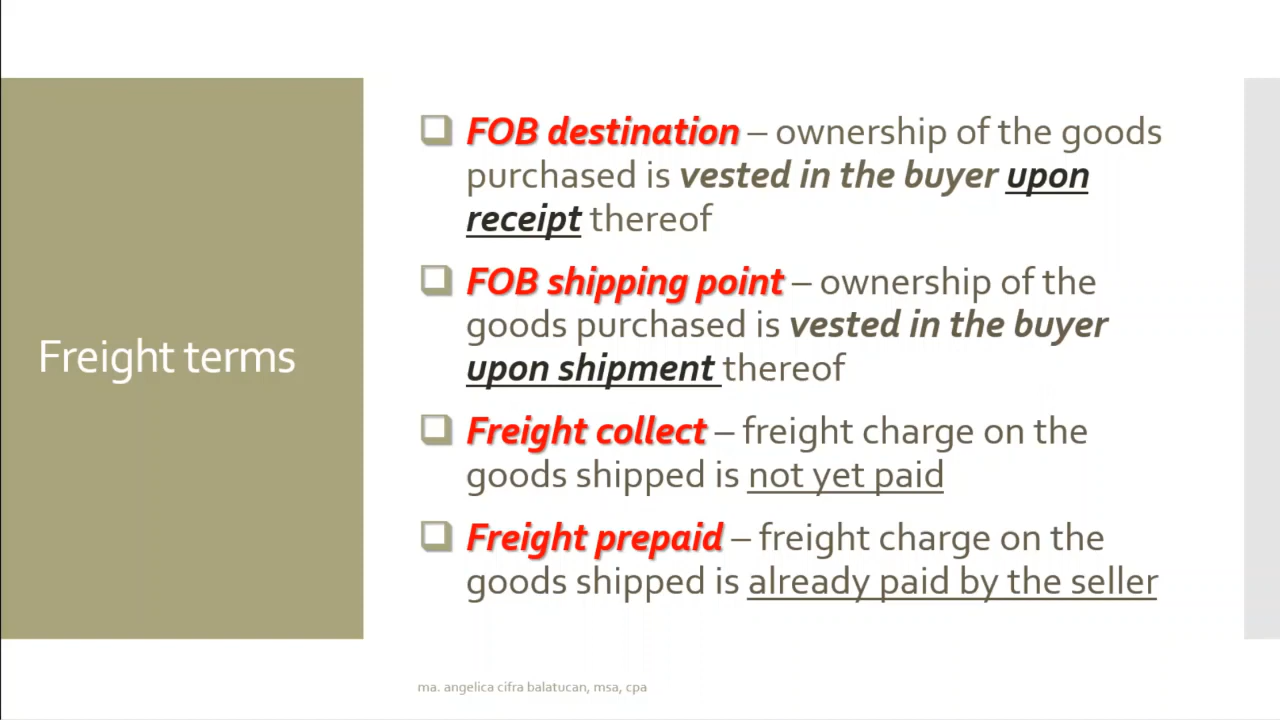 Freight terms
FOB destination – ownership of the goods
purchased is vested in the buyer upon
receipt thereof
FOB shipping point – ownership of the
goods purchased is vested in the buyer
upon shipment thereof
Freight collect – freight charge on the
goods shipped is not yet paid
Freight prepaid – freight charge on the
goods shipped is already paid by the seller
ma. angelica cifra balatucan, msa, cpa